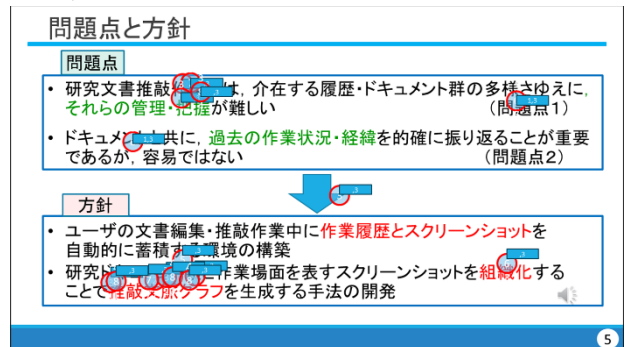 問題点と方針
問題点
• 研究文書推敲は，介在する履歴・ドキュメント群の多様さゆえに，
それらの管理・把握が難しい (問題点1)
• ドキュメントと共に，過去の作業状況・経緯を的確に振り返ることが重要
であるが，容易ではない (問題点2)
方針
• ユーザの文書編集・推敲作業中に作業履歴とスクリーンショットを
自動的に蓄積する環境の構築
• 研究ド と作業場面を表すスクリーンショットを組織化する
ことで推敲文脈グラフを生成する手法の開発
5